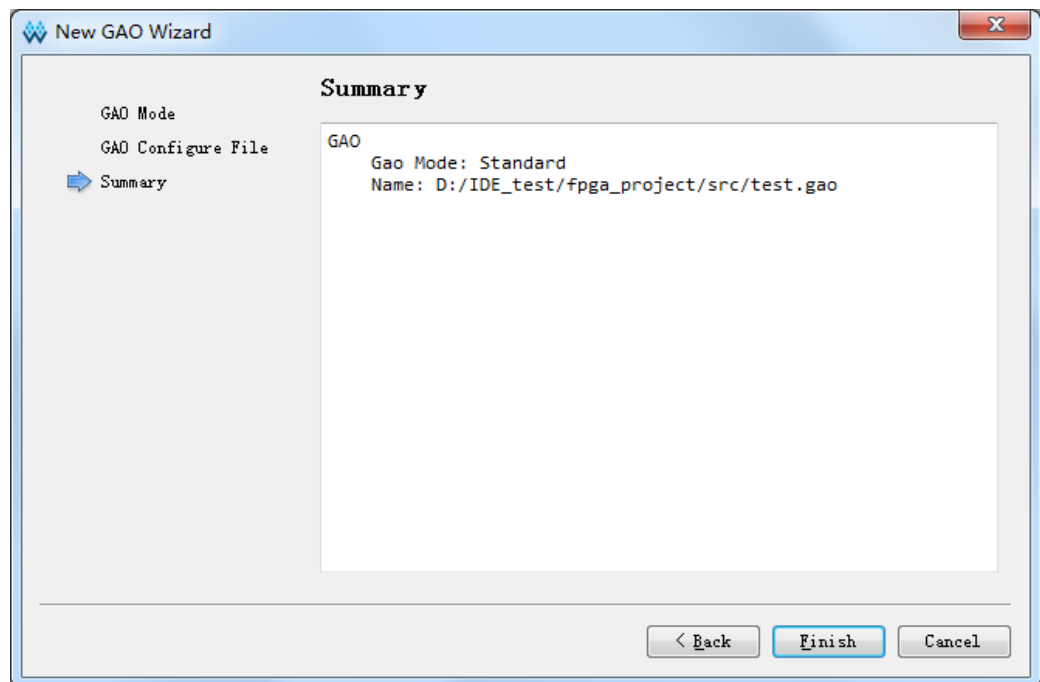 New GAO Wizard
GAO Mode
GAO Configure File
Summary
Summary
GAO
Gao Mode: Standard
Name: D:/IDE_test/fpga_project/src/test.gao
< Back
Finish
Cancel